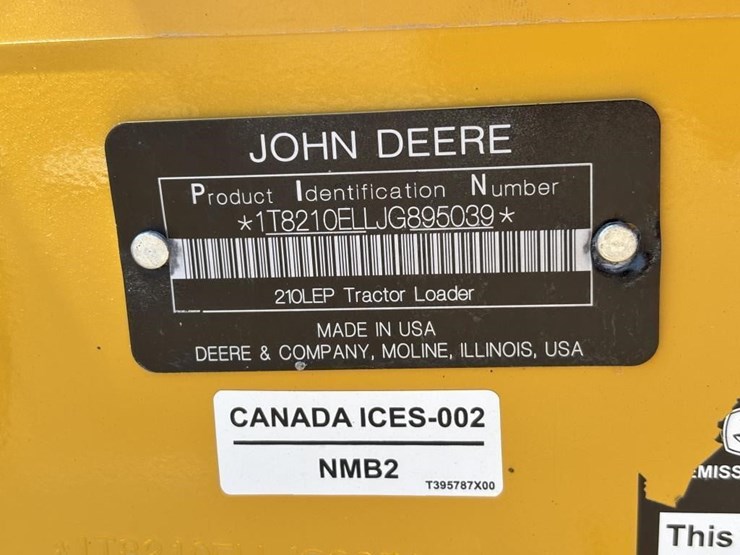 JOHN DEERE
Product Identification Number
*1T8210ELLJG895039*
210LEP Tractor Loader
MADE IN USA
DEERE & COMPANY, MOLINE, ILLINOIS, USA
CANADA ICES-002
NMB2
T395787X00
EMISS
This